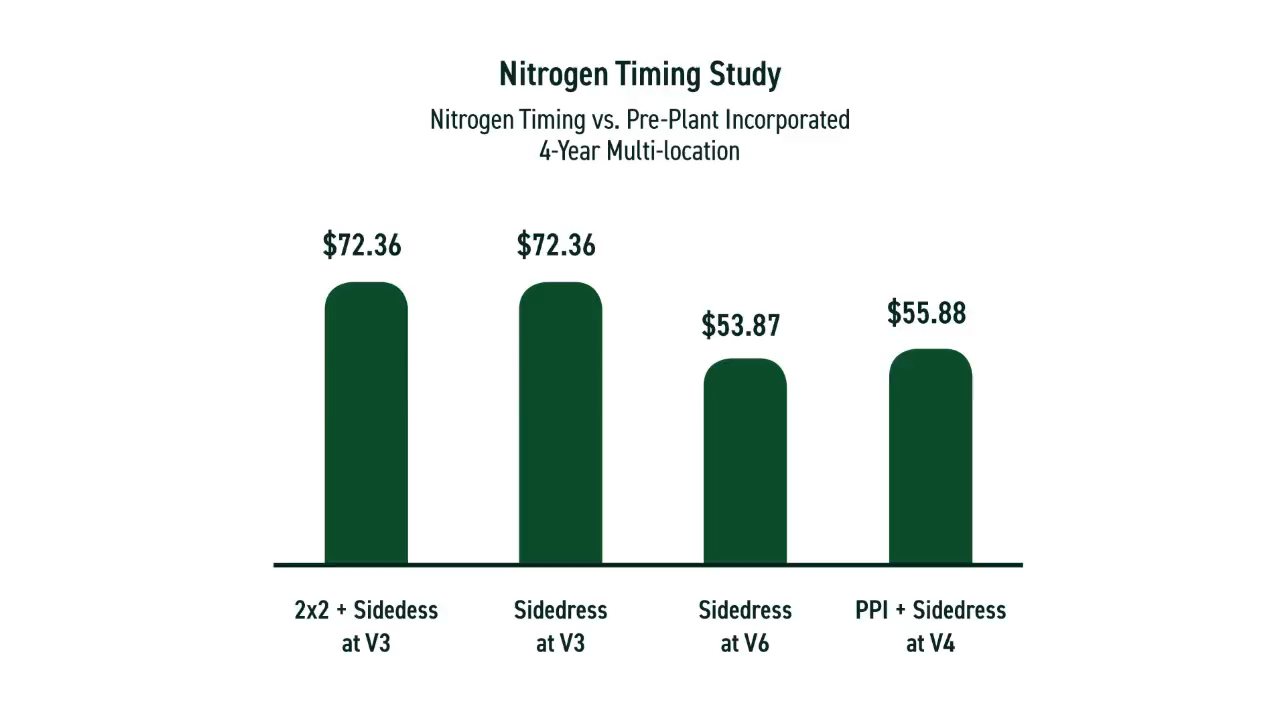 Nitrogen Timing Study
Nitrogen Timing vs. Pre-Plant Incorporated
4-Year Multi-location
$72.36
$72.36
$53.87
$55.88
2x2 + Sidedess
at V3
Sidedress
at V3
Sidedress
at V6
PPI + Sidedress
at V4